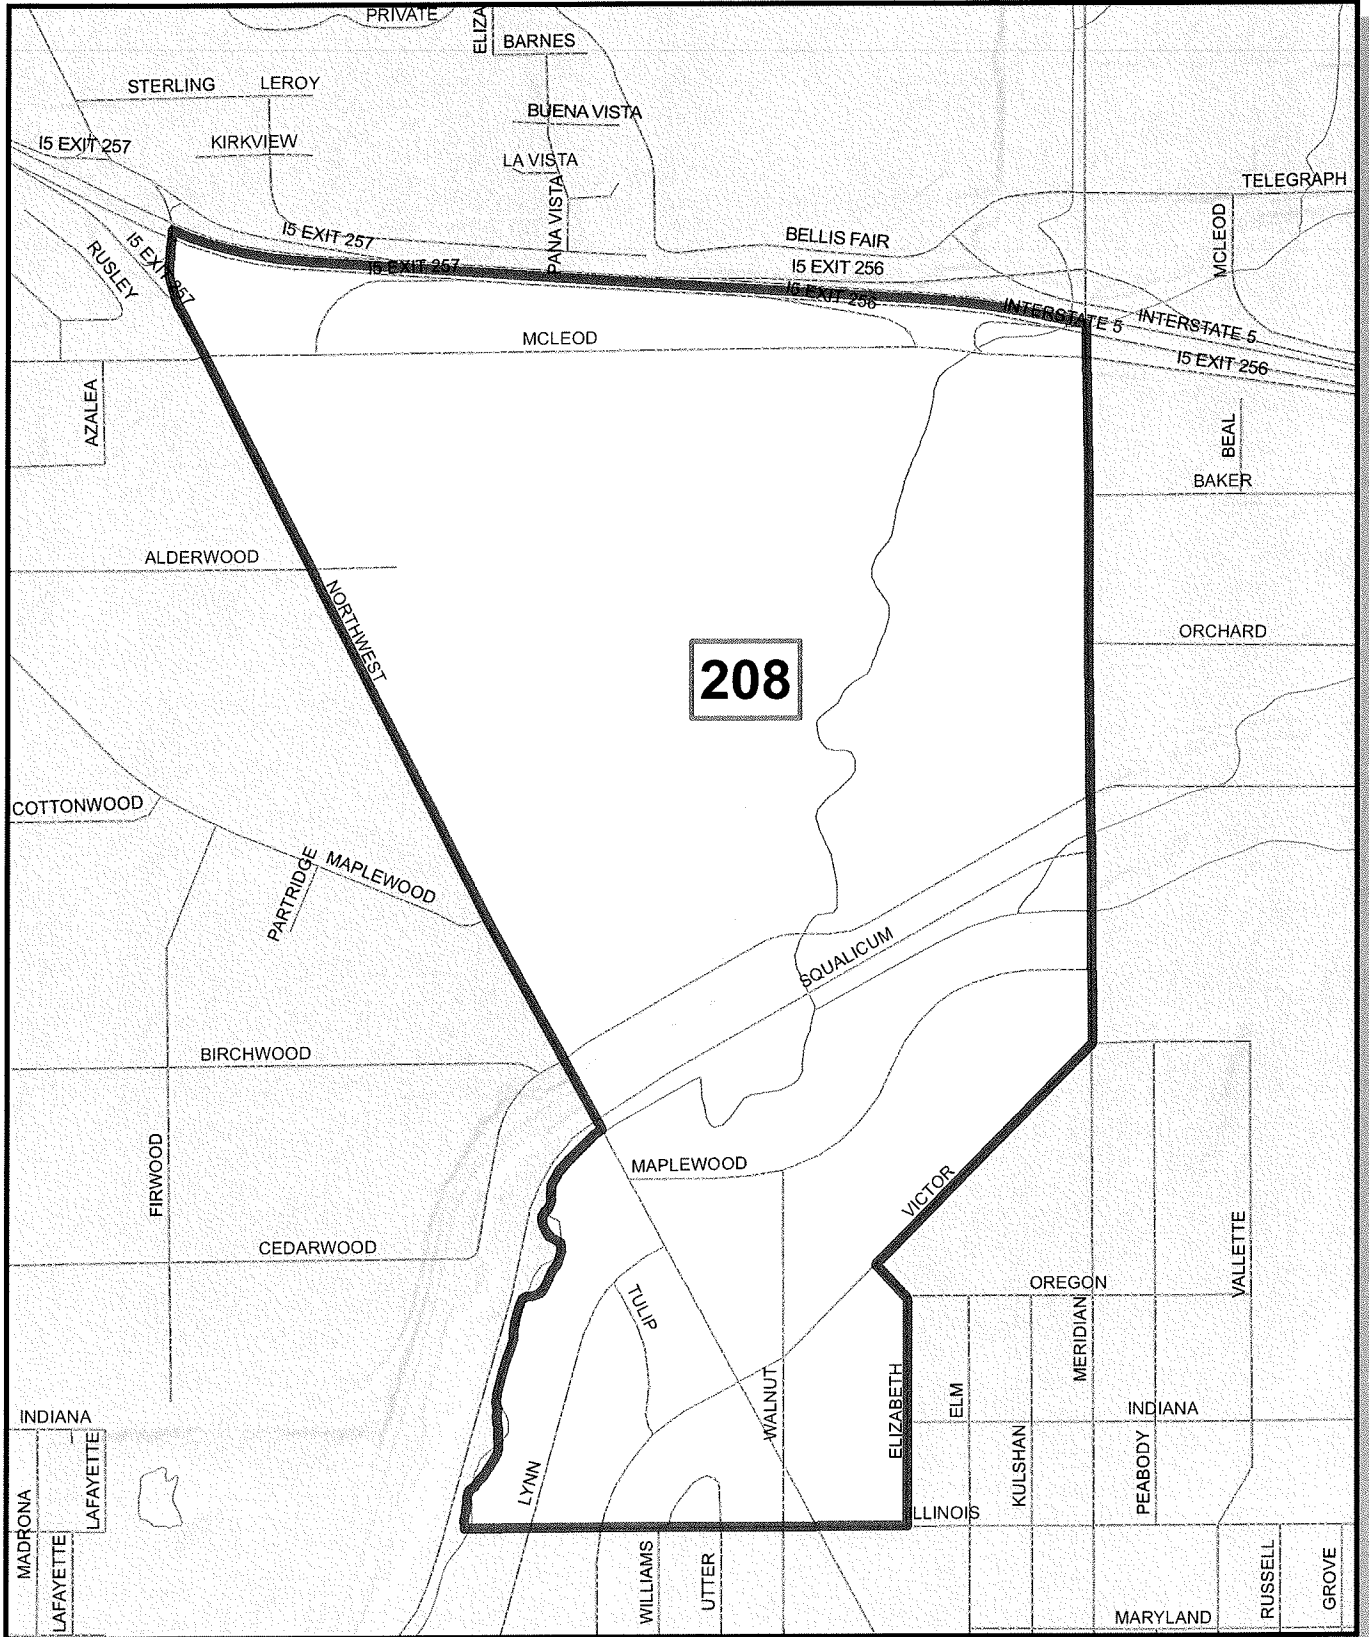 PRIVATE
ELIZA
BARNES
STERLING
LEROY
BUENA VISTA
I5 EXIT 257
KIRKVIEW
LA VISTA
PANA VISTA
TELEGRAPH
MCLEOD
RUSLEY
I5 EXIT 257
I5 EXIT 257
I5 EXIT 257
BELLIS FAIR
I5 EXIT 256
I5 EXIT 256
INTERSTATE 5
INTERSTATE 5
I5 EXIT 256
MCLEOD
AZALEA
BEAL
BAKER
ALDERWOOD
NORTHWEST
ORCHARD
208
COTTONWOOD
PARTRIDGE
MAPLEWOOD
SQUALICUM
BIRCHWOOD
FIRWOOD
MAPLEWOOD
VICTOR
CEDARWOOD
VALLETTE
OREGON
TULIP
MERIDIAN
WALNUT
ELIZABETH
ELM
INDIANA
INDIANA
LAFAYETTE
LYNN
KULSHAN
PEABODY
MADRONA
LLINOIS
LAFAYETTE
WILLIAMS
UTTER
RUSSELL
GROVE
MARYLAND